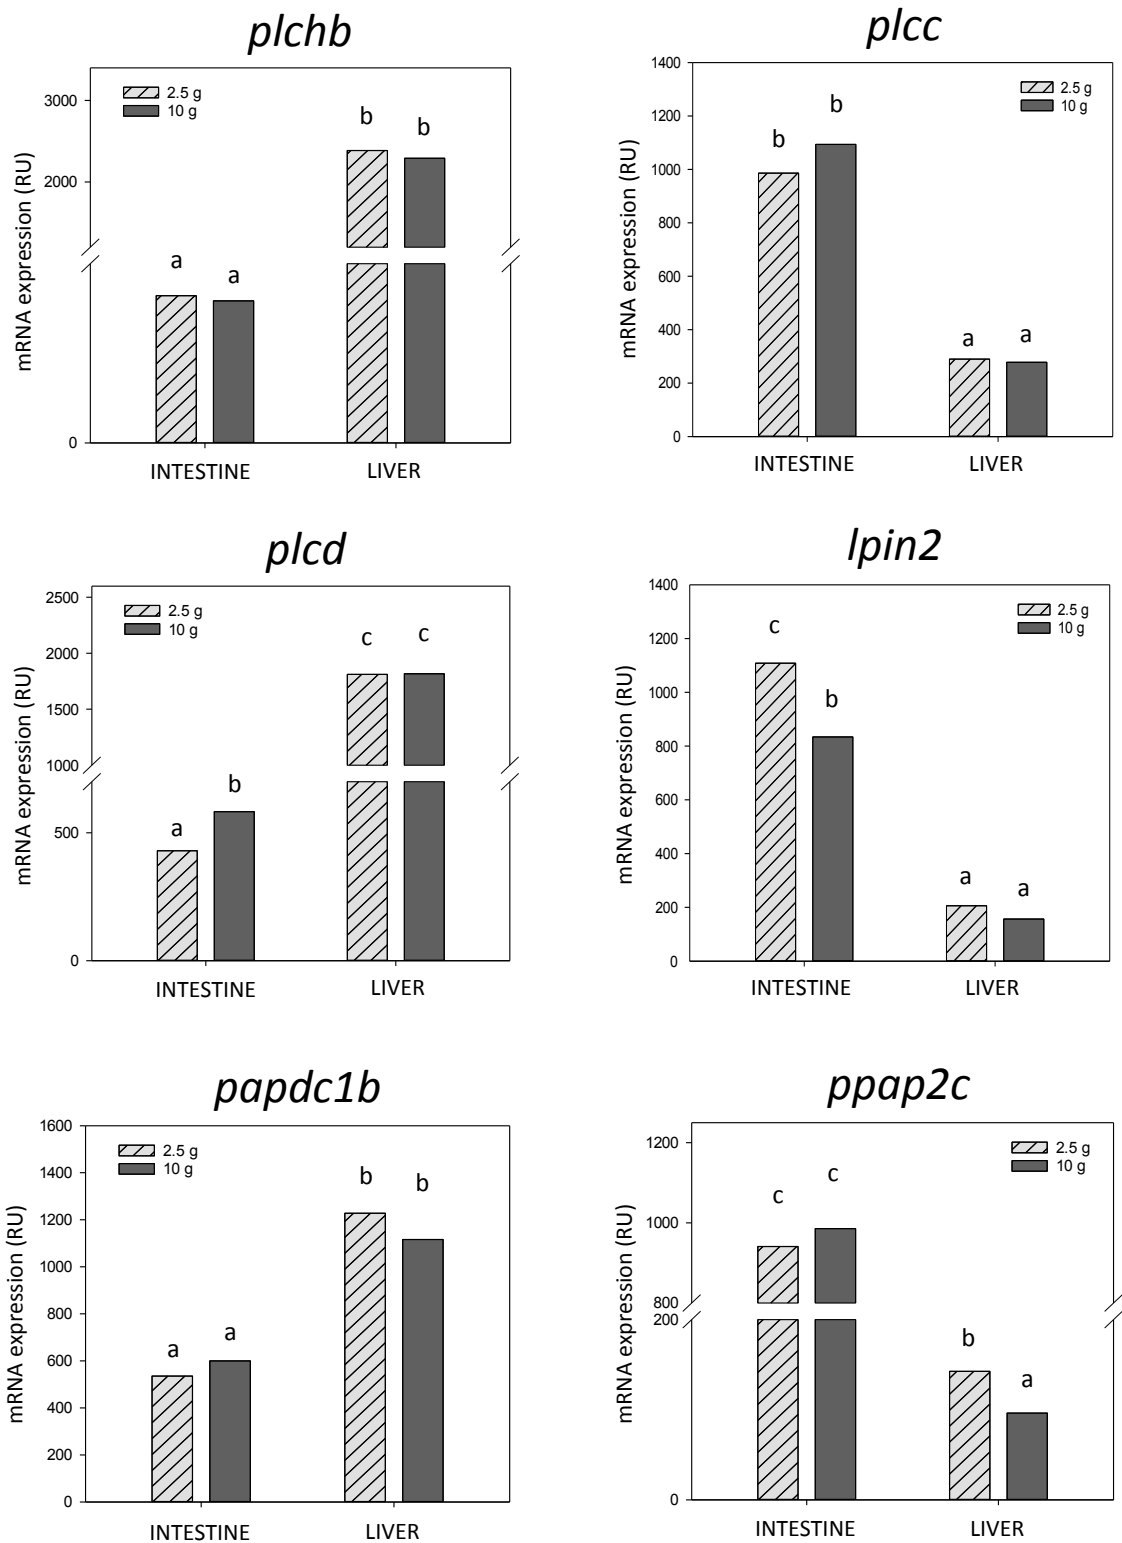 plchb
mRNA expression (RU)
3000
2000
0
2.5 g
10 g
a
a
b
b
INTESTINE
LIVER
plcc
mRNA expression (RU)
1400
1200
1000
800
600
400
200
0
2.5 g
10 g
b
b
a
a
INTESTINE
LIVER
plcd
mRNA expression (RU)
2500
2000
1500
1000
500
0
2.5 g
10 g
a
b
c
c
INTESTINE
LIVER
lpin2
mRNA expression (RU)
1400
1200
1000
800
600
400
200
0
2.5 g
10 g
c
b
a
a
INTESTINE
LIVER
papdc1b
mRNA expression (RU)
1600
1400
1200
1000
800
600
400
200
0
2.5 g
10 g
a
a
b
b
INTESTINE
LIVER
ppap2c
mRNA expression (RU)
1200
1000
800
200
0
2.5 g
10 g
c
c
b
a
INTESTINE
LIVER